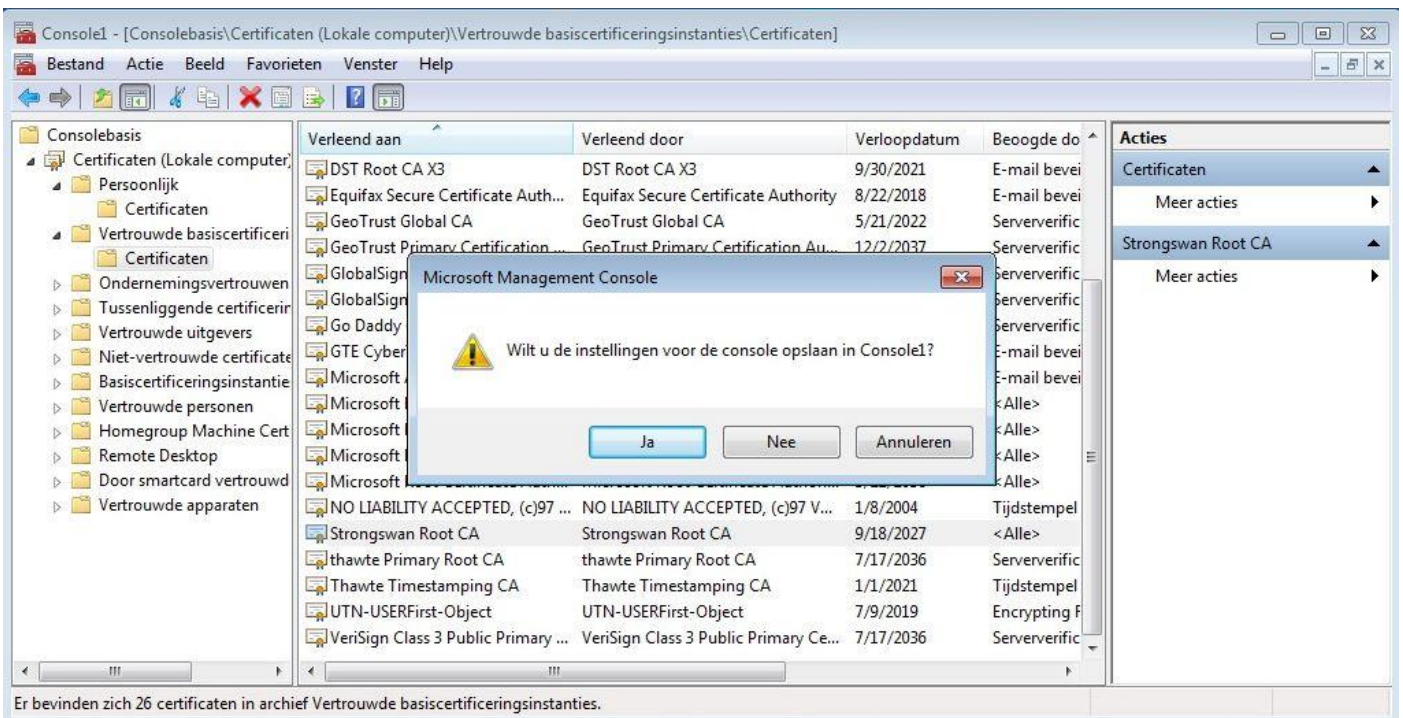 Console1 - [Consolebasis\Certificaten (Lokale computer)\Vertrouwde basiscertificeringsinstanties\Certificaten]
Bestand Actie Beeld Favorieten Venster Help
Consolebasis
Certificaten (Lokale computer)
Persoonlijk
Certificaten
Vertrouwde basiscertificeri
Certificaten
Ondernemingsvertrouwen
Tussenliggende certificerin
Vertrouwde uitgevers
Niet-vertrouwde certificate
Basiscertificeringsinstantie
Vertrouwde personen
Homegroup Machine Cert
Remote Desktop
Door smartcard vertrouwd
Vertrouwde apparaten
Verleend aan Verleend door Verloopdatum Beoogde do
DST Root CA X3 DST Root CA X3 9/30/2021 E-mail bevei
Equifax Secure Certificate Auth... Equifax Secure Certificate Authority 8/22/2018 E-mail bevei
GeoTrust Global CA GeoTrust Global CA 5/21/2022 Serververific
GeoTrust Primary Certification ... GeoTrust Primary Certification Au... 12/2/2037 Serververific
GlobalSign Serververific
GlobalSign Serververific
Go Daddy Serververific
GTE Cyber E-mail bevei
Microsoft E-mail bevei
Microsoft <Alle>
Microsoft <Alle>
Microsoft <Alle>
Microsoft <Alle>
NO LIABILITY ACCEPTED, (c)97 ... NO LIABILITY ACCEPTED, (c)97 V... 1/8/2004 Tijdstempel
Strongswan Root CA Strongswan Root CA 9/18/2027 <Alle>
thawte Primary Root CA thawte Primary Root CA 7/17/2036 Serververific
Thawte Timestamping CA Thawte Timestamping CA 1/1/2021 Tijdstempel
UTN-USERFirst-Object UTN-USERFirst-Object 7/9/2019 Encrypting F
VeriSign Class 3 Public Primary ... VeriSign Class 3 Public Primary Ce... 7/17/2036 Serververific
Microsoft Management Console
Wilt u de instellingen voor de console opslaan in Console1?
Ja Nee Annuleren
Acties
Certificaten
Meer acties
Strongswan Root CA
Meer acties
Er bevinden zich 26 certificaten in archief Vertrouwde basiscertificeringsinstanties.